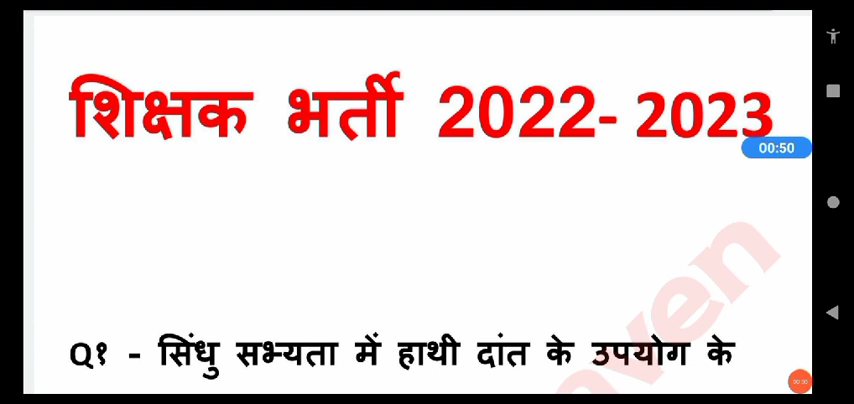 शिक्षक भर्ती 2022- 2023
00:50
Q१ - सिंधु सभ्यता में हाथी दांत के उपयोग के